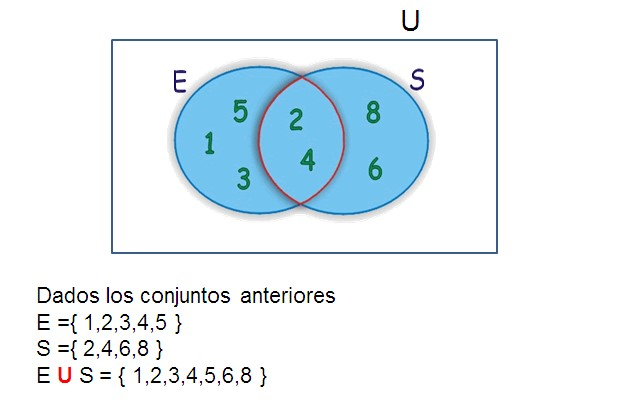 U
E
S
5
2
8
1
4
3
6
Dados los conjuntos anteriores
E ={ 1,2,3,4,5 }
S ={ 2,4,6,8 }
E U S = { 1,2,3,4,5,6,8 }